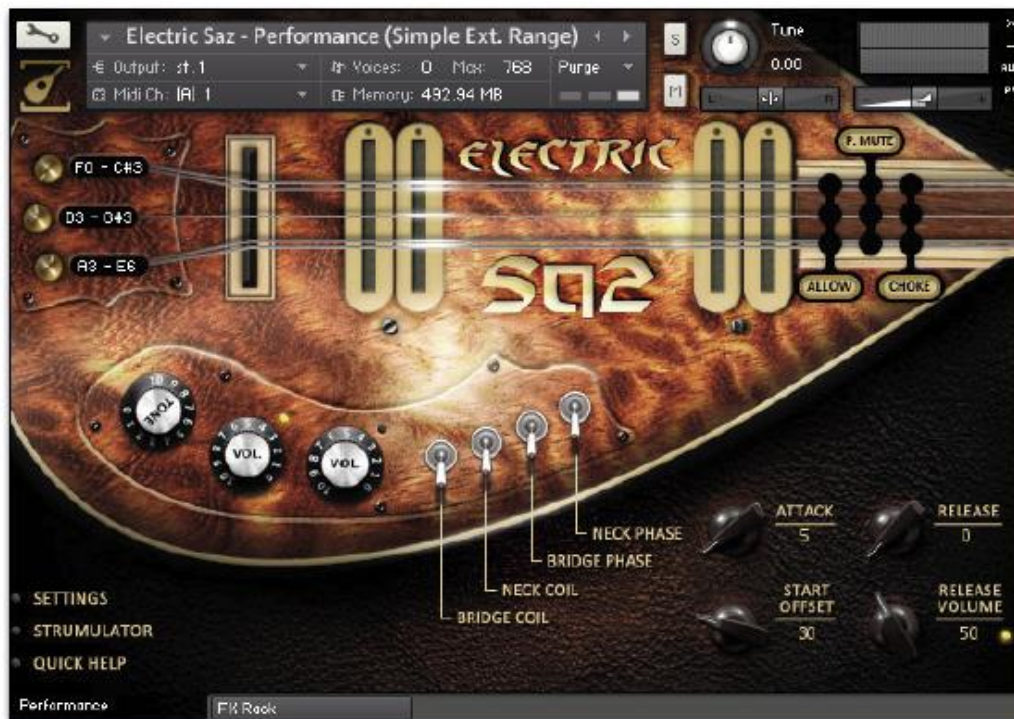 Electric Saz - Performance (Simple Ext. Range)
Output: st.1
Voices: 0 Max: 768
Purge
Midi Ch: [A] 1
Memory: 492.94 MB
S
M
Tune
0.00
L
R
F0 - C#3
D3 - G#3
A3 - E6
ELECTRIC
SQ2
P. MUTE
ALLOW
CHOKE
TONE
VOL.
VOL.
NECK PHASE
BRIDGE PHASE
NECK COIL
BRIDGE COIL
ATTACK
5
RELEASE
0
START
OFFSET
30
RELEASE
VOLUME
50
SETTINGS
STRUMULATOR
QUICK HELP
Performance
FX Rack